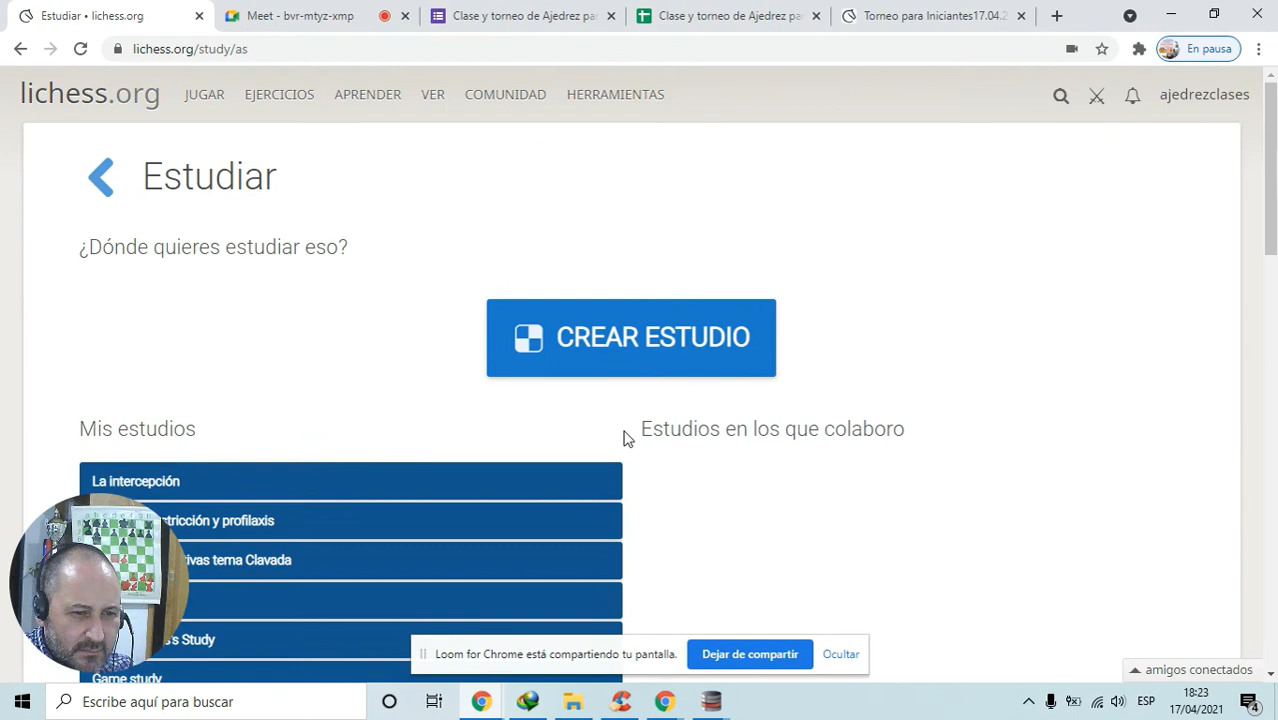 Estudiar • lichess.org
Meet - bvr-mtyz-xmp
Clase y torneo de Ajedrez pa
Clase y torneo de Ajedrez pa
Torneo para Iniciantes17.04.2
lichess.org/study/as
En pausa
lichess.org
JUGAR
EJERCICIOS
APRENDER
VER
COMUNIDAD
HERRAMIENTAS
ajedrezclases
Estudiar
¿Dónde quieres estudiar eso?
CREAR ESTUDIO
Mis estudios
Estudios en los que colaboro
La intercepción
stricción y profilaxis
ivas tema Clavada
's Study
Game study
Loom for Chrome está compartiendo tu pantalla.
Dejar de compartir
Ocultar
amigos conectados
Escribe aquí para buscar
ESP
18:23
17/04/2021
4